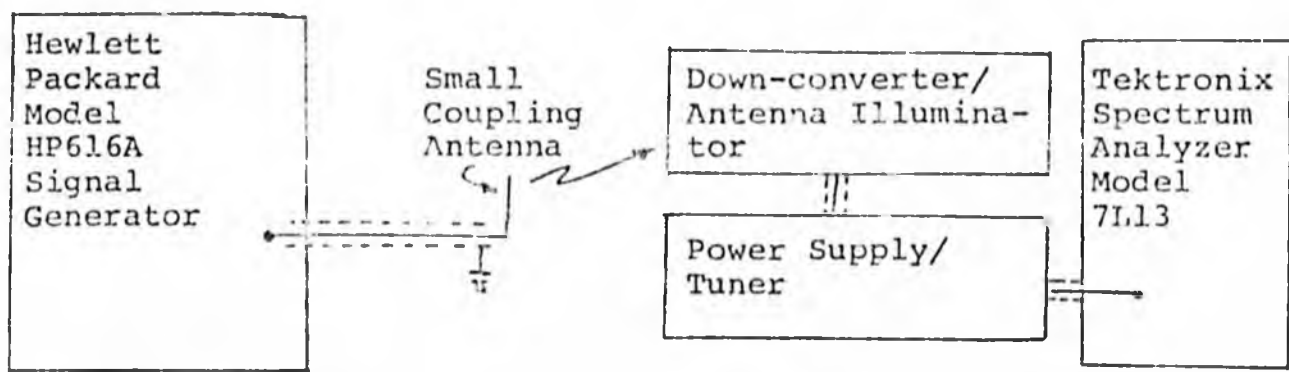 Hewlett
Packard
Model
HP616A
Signal
Generator
Small
Coupling
Antenna
Down-converter/
Antenna Illumina-
tor
Power Supply/
Tuner
Tektronix
Spectrum
Analyzer
Model
7L13